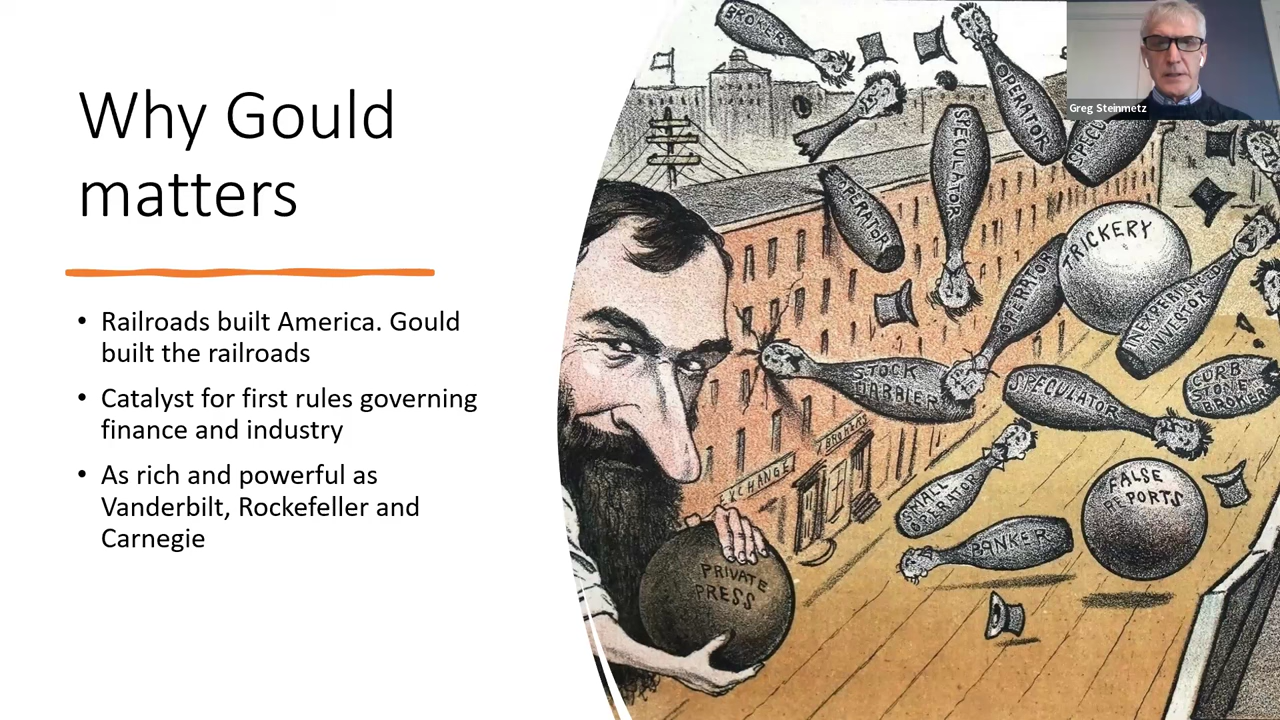 Why Gould
matters
• Railroads built America. Gould
built the railroads
• Catalyst for first rules governing
finance and industry
• As rich and powerful as
Vanderbilt, Rockefeller and
Carnegie
Greg Steinmetz
BROKER
OPERATOR
SPECULATOR
OPERATOR
TRICKERY
OPERATOR
INEXPERIENCED
INVESTOR
STOCK
SPECULATOR
CURB
STONE
BROKER
BROKERS
EXCHANGE
SMALL
OPERATOR
BANKER
FALSE
REPORTS
PRIVATE
PRESS